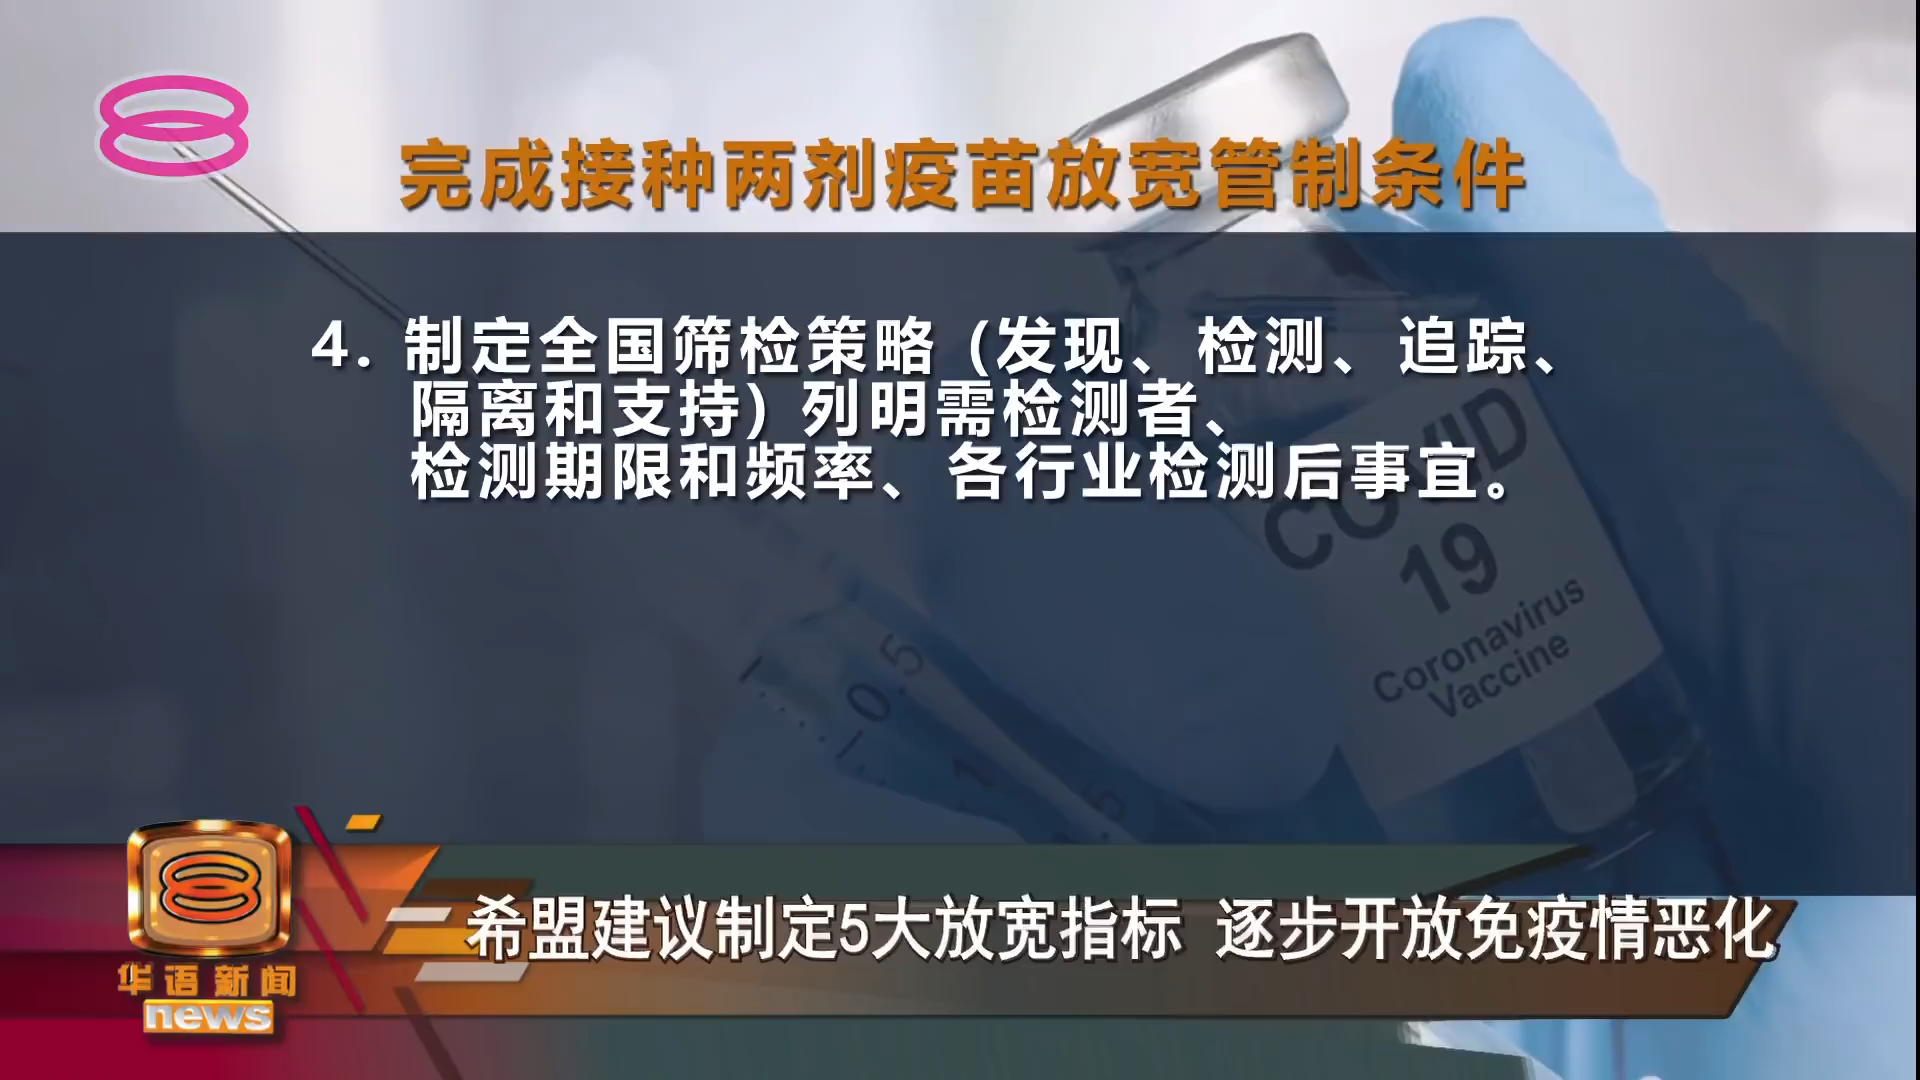 完成接种两剂疫苗放宽管制条件
4. 制定全国筛检策略 (发现、检测、追踪、
隔离和支持) 列明需检测者、
检测期限和频率、各行业检测后事宜。
COVID
19
Coronavirus
Vaccine
0.5
1
希盟建议制定5大放宽指标 逐步开放免疫情恶化
华语新闻
news